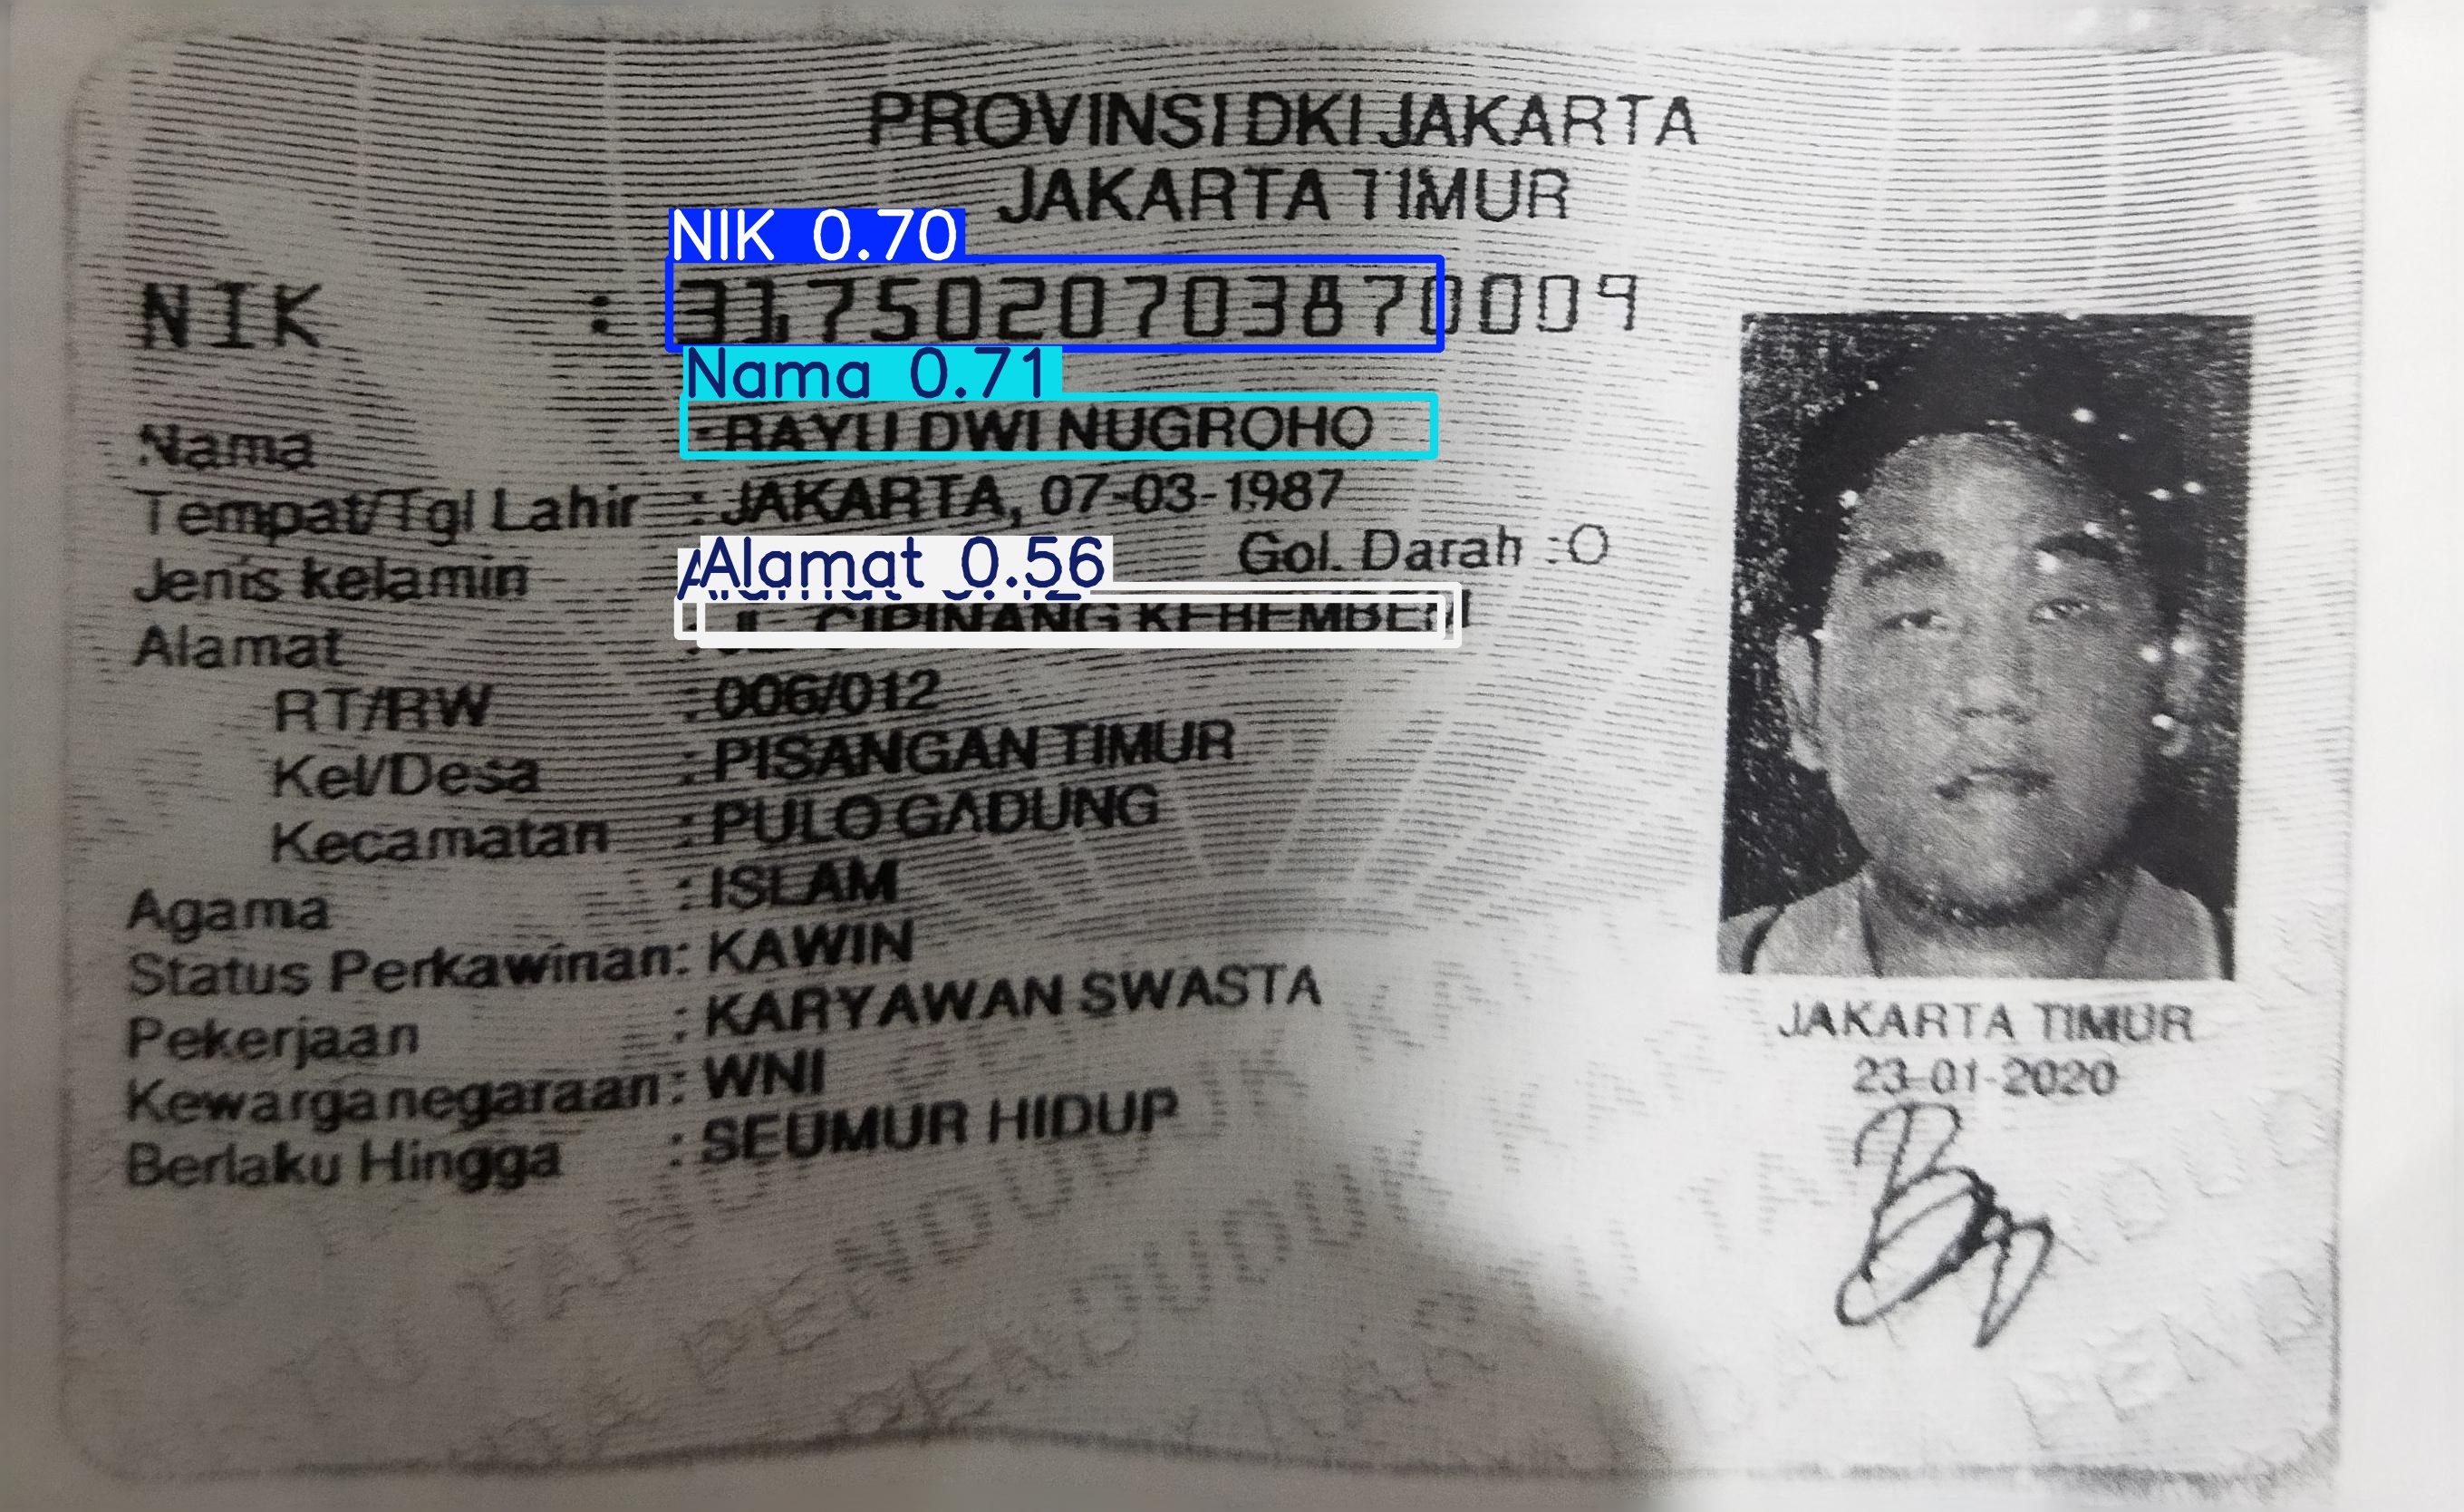 PROVINSI DKI JAKARTA
JAKARTA TIMUR
NIK 0.70
NIK : 3175020703870009
Nama 0.71
Nama : BAYU DWI NUGROHO
Tempat/Tgl Lahir : JAKARTA, 07-03-1987
Jenis kelamin Gol. Darah : O
Alamat 0.56
Alamat : JL. CIPINANG
RT/RW : 006/012
Kel/Desa : PISANGAN TIMUR
Kecamatan : PULO GADUNG
Agama : ISLAM
Status Perkawinan : KAWIN
Pekerjaan : KARYAWAN SWASTA
Kewarganegaraan : WNI
Berlaku Hingga : SEUMUR HIDUP
JAKARTA TIMUR
23-01-2020